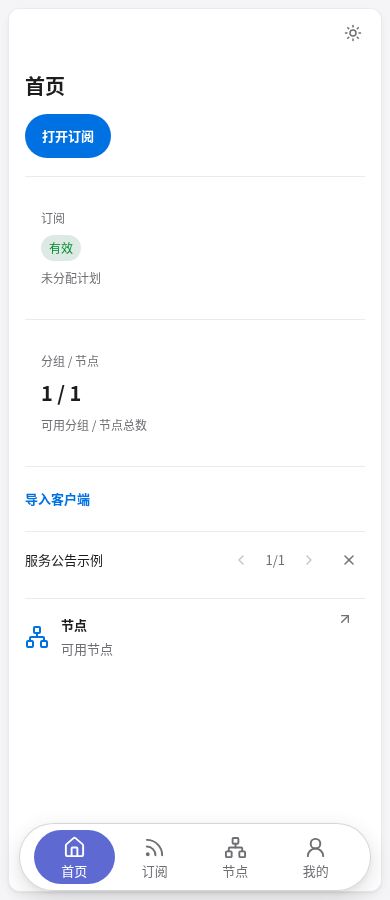 首页
打开订阅
订阅
有效
未分配计划
分组 / 节点
1 / 1
可用分组 / 节点总数
导入客户端
服务公告示例 1/1
节点
可用节点
首页 订阅 节点 我的